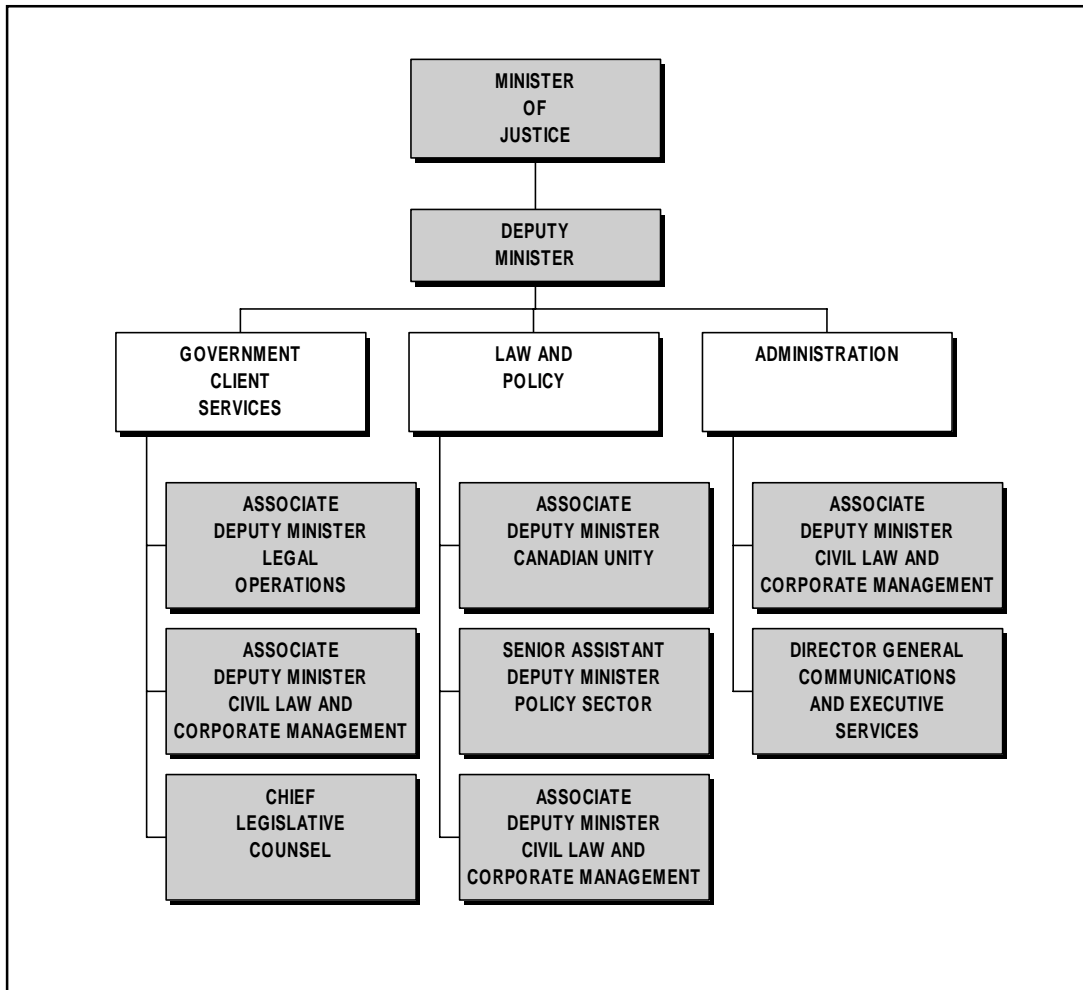 MINISTER
OF
JUSTICE
DEPUTY
MINISTER
GOVERNMENT
CLIENT
SERVICES
LAW AND
POLICY
ADMINISTRATION
ASSOCIATE
DEPUTY MINISTER
LEGAL
OPERATIONS
ASSOCIATE
DEPUTY MINISTER
CANADIAN UNITY
ASSOCIATE
DEPUTY MINISTER
CIVIL LAW AND
CORPORATE MANAGEMENT
ASSOCIATE
DEPUTY MINISTER
CIVIL LAW AND
CORPORATE MANAGEMENT
SENIOR ASSISTANT
DEPUTY MINISTER
POLICY SECTOR
DIRECTOR GENERAL
COMMUNICATIONS
AND EXECUTIVE
SERVICES
CHIEF
LEGISLATIVE
COUNSEL
ASSOCIATE
DEPUTY MINISTER
CIVIL LAW AND
CORPORATE MANAGEMENT